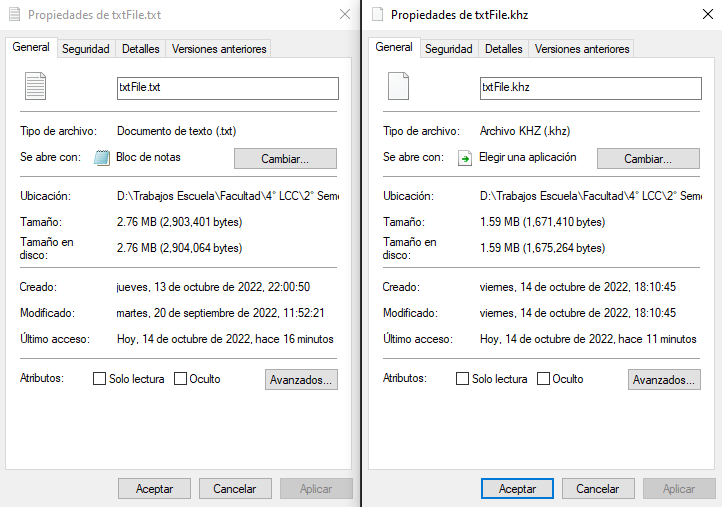 Propiedades de txtFile.txt
General Seguridad Detalles Versiones anteriores
txtFile.txt
Tipo de archivo: Documento de texto (.txt)
Se abre con: Bloc de notas Cambiar...
Ubicación: D:\Trabajos Escuela\Facultad\4° LCC\2° Seme
Tamaño: 2.76 MB (2,903,401 bytes)
Tamaño en
disco: 2.76 MB (2,904,064 bytes)
Creado: jueves, 13 de octubre de 2022, 22:00:50
Modificado: martes, 20 de septiembre de 2022, 11:52:21
Último acceso: Hoy, 14 de octubre de 2022, hace 16 minutos
Atributos: Solo lectura Oculto Avanzados...
Aceptar Cancelar Aplicar
Propiedades de txtFile.khz
General Seguridad Detalles Versiones anteriores
txtFile.khz
Tipo de archivo: Archivo KHZ (.khz)
Se abre con: Elegir una aplicación Cambiar...
Ubicación: D:\Trabajos Escuela\Facultad\4° LCC\2° Seme
Tamaño: 1.59 MB (1,671,410 bytes)
Tamaño en
disco: 1.59 MB (1,675,264 bytes)
Creado: viernes, 14 de octubre de 2022, 18:10:45
Modificado: viernes, 14 de octubre de 2022, 18:10:45
Último acceso: Hoy, 14 de octubre de 2022, hace 11 minutos
Atributos: Solo lectura Oculto Avanzados...
Aceptar Cancelar Aplicar